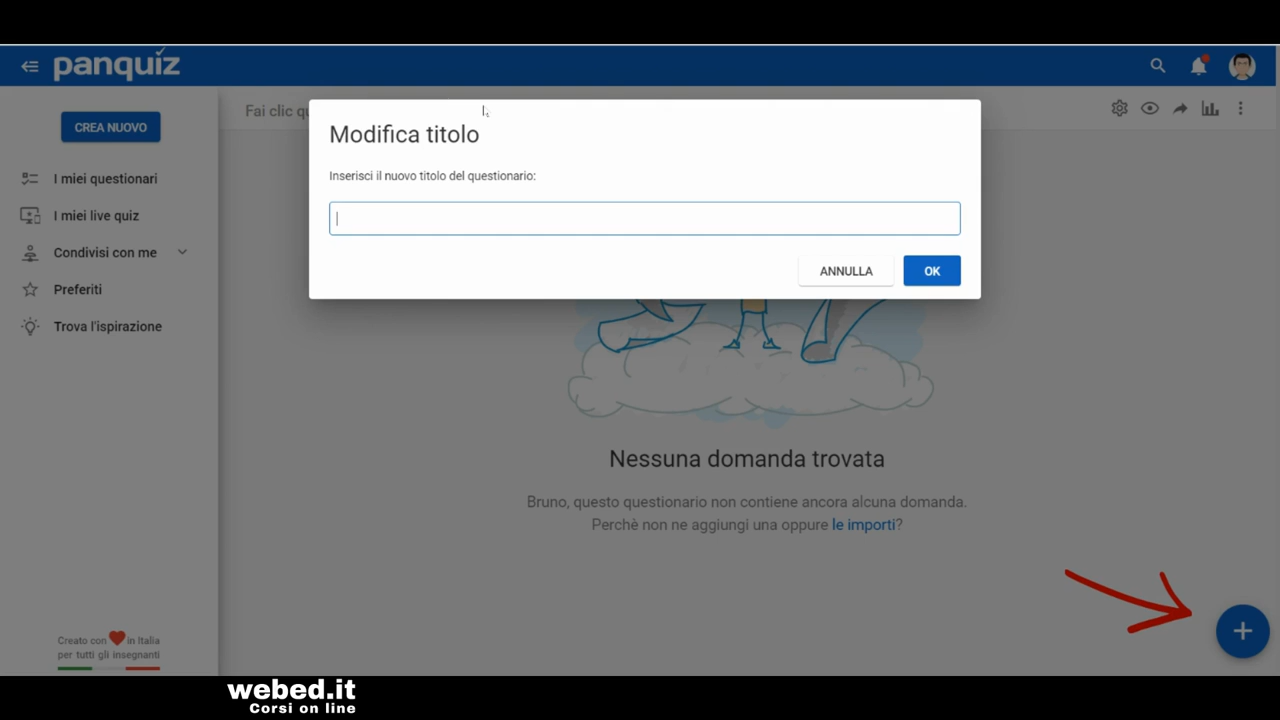 panquiz
CREA NUOVO
I miei questionari
I miei live quiz
Condivisi con me
Preferiti
Trova l'ispirazione
Creato con in Italia
per tutti gli insegnanti
Fai clic qu
Modifica titolo
Inserisci il nuovo titolo del questionario:
ANNULLA
OK
Nessuna domanda trovata
Bruno, questo questionario non contiene ancora alcuna domanda.
Perchè non ne aggiungi una oppure le importi?
webed.it
Corsi on line